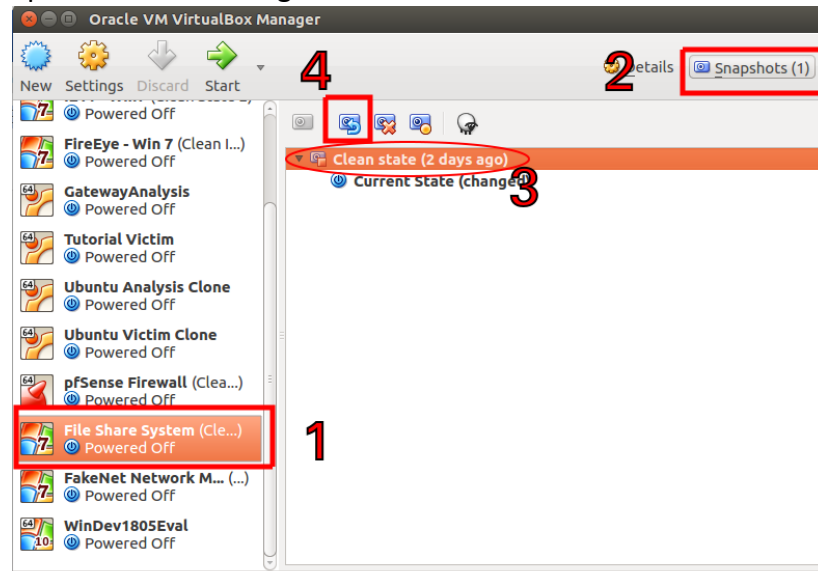 Oracle VM VirtualBox Manager
New Settings Discard Start
4
2
Details
Snapshots (1)
Powered Off
FireEye - Win 7 (Clean I...)
Powered Off
GatewayAnalysis
Powered Off
Tutorial Victim
Powered Off
Ubuntu Analysis Clone
Powered Off
Ubuntu Victim Clone
Powered Off
pfSense Firewall (Clea...)
Powered Off
File Share System (Cle...)
Powered Off
FakeNet Network M... (...)
Powered Off
WinDev1805Eval
Powered Off
Clean state (2 days ago)
Current State (changed)
3
1